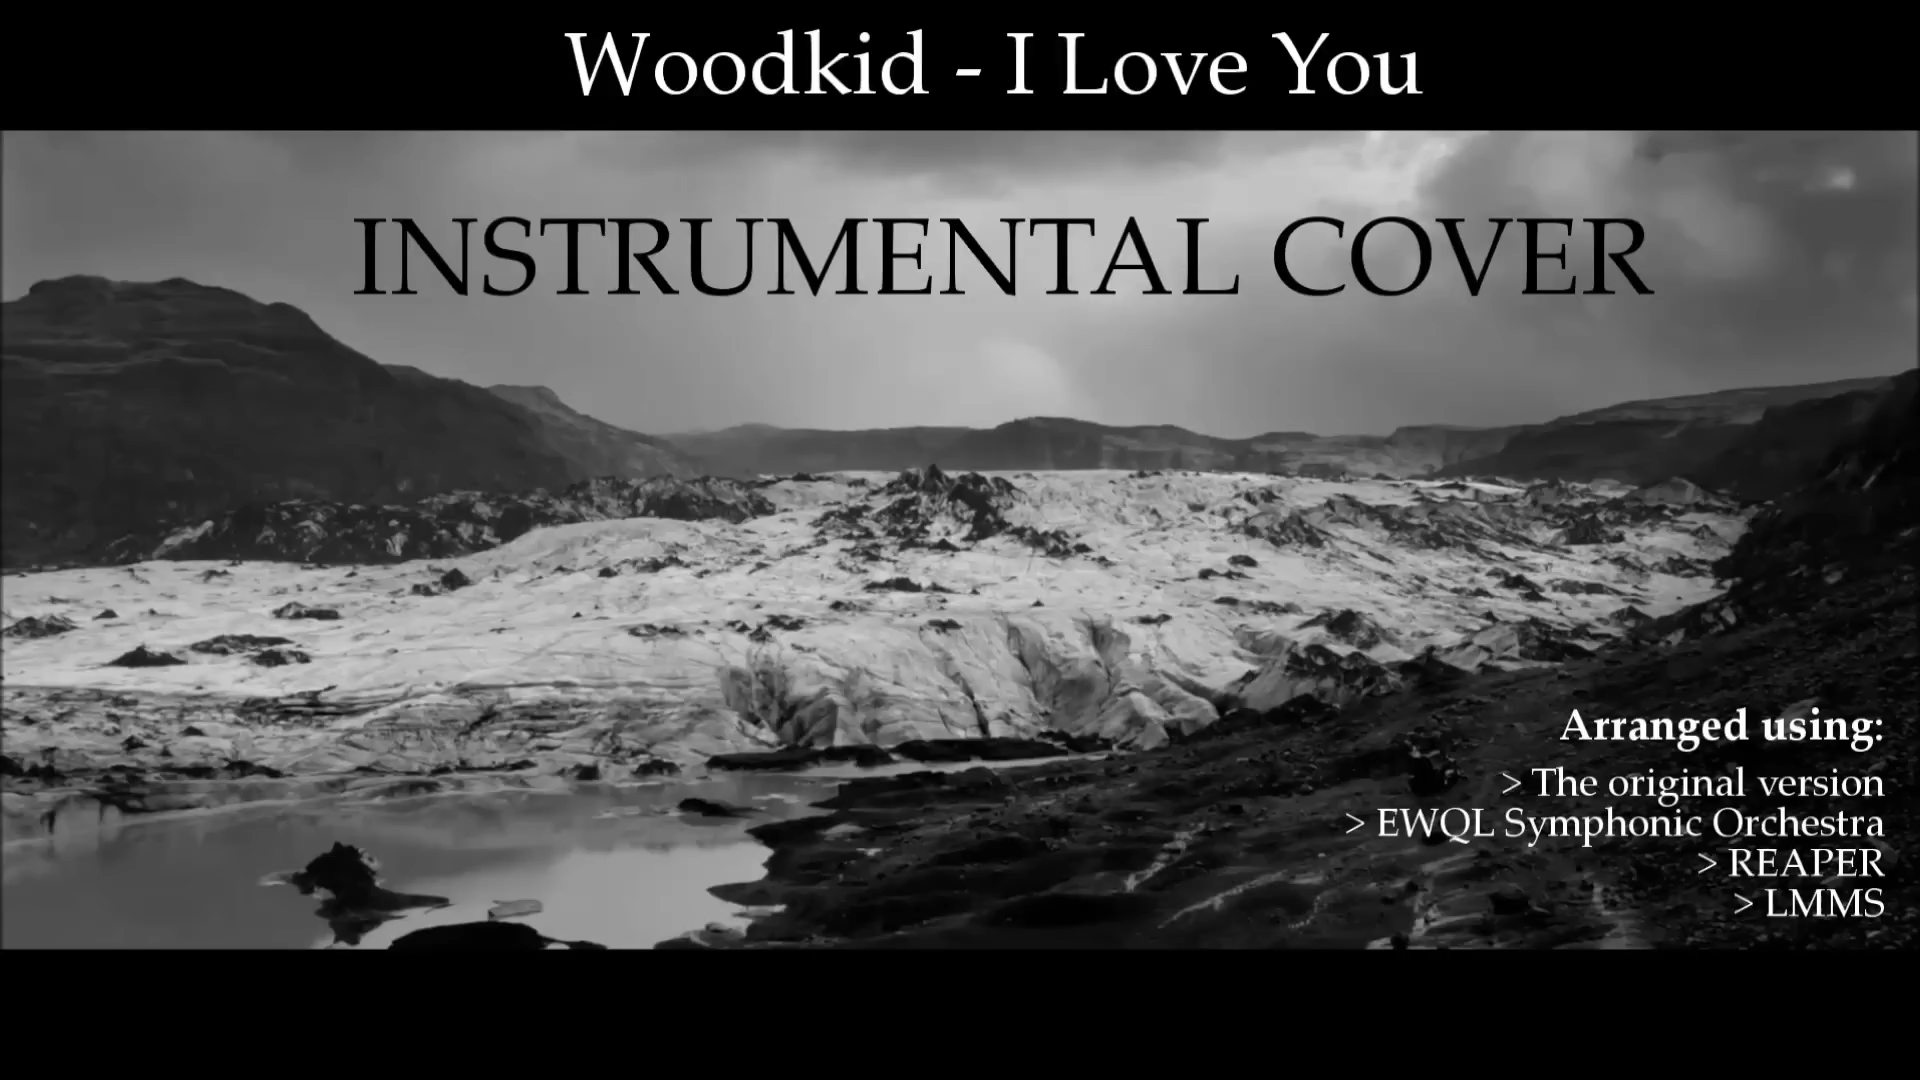 Woodkid - I Love You
INSTRUMENTAL COVER
Arranged using:
> The original version
> EWQL Symphonic Orchestra
> REAPER
> LMMS